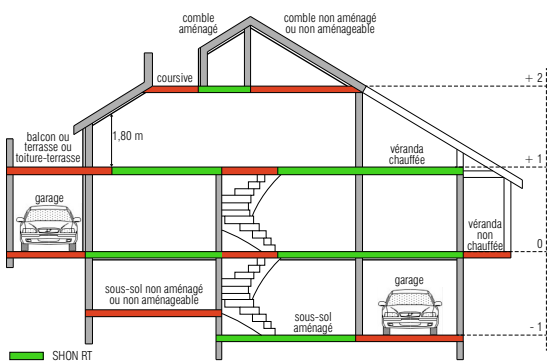 comble
aménagé
comble non aménagé
ou non aménageable
coursive
+ 2
balcon ou
terrasse ou
toiture-terrasse
1,80 m
véranda
chauffée
+ 1
garage
véranda
non
chauffée
0
sous-sol non aménagé
ou non aménageable
garage
sous-sol
aménagé
- 1
SHON RT